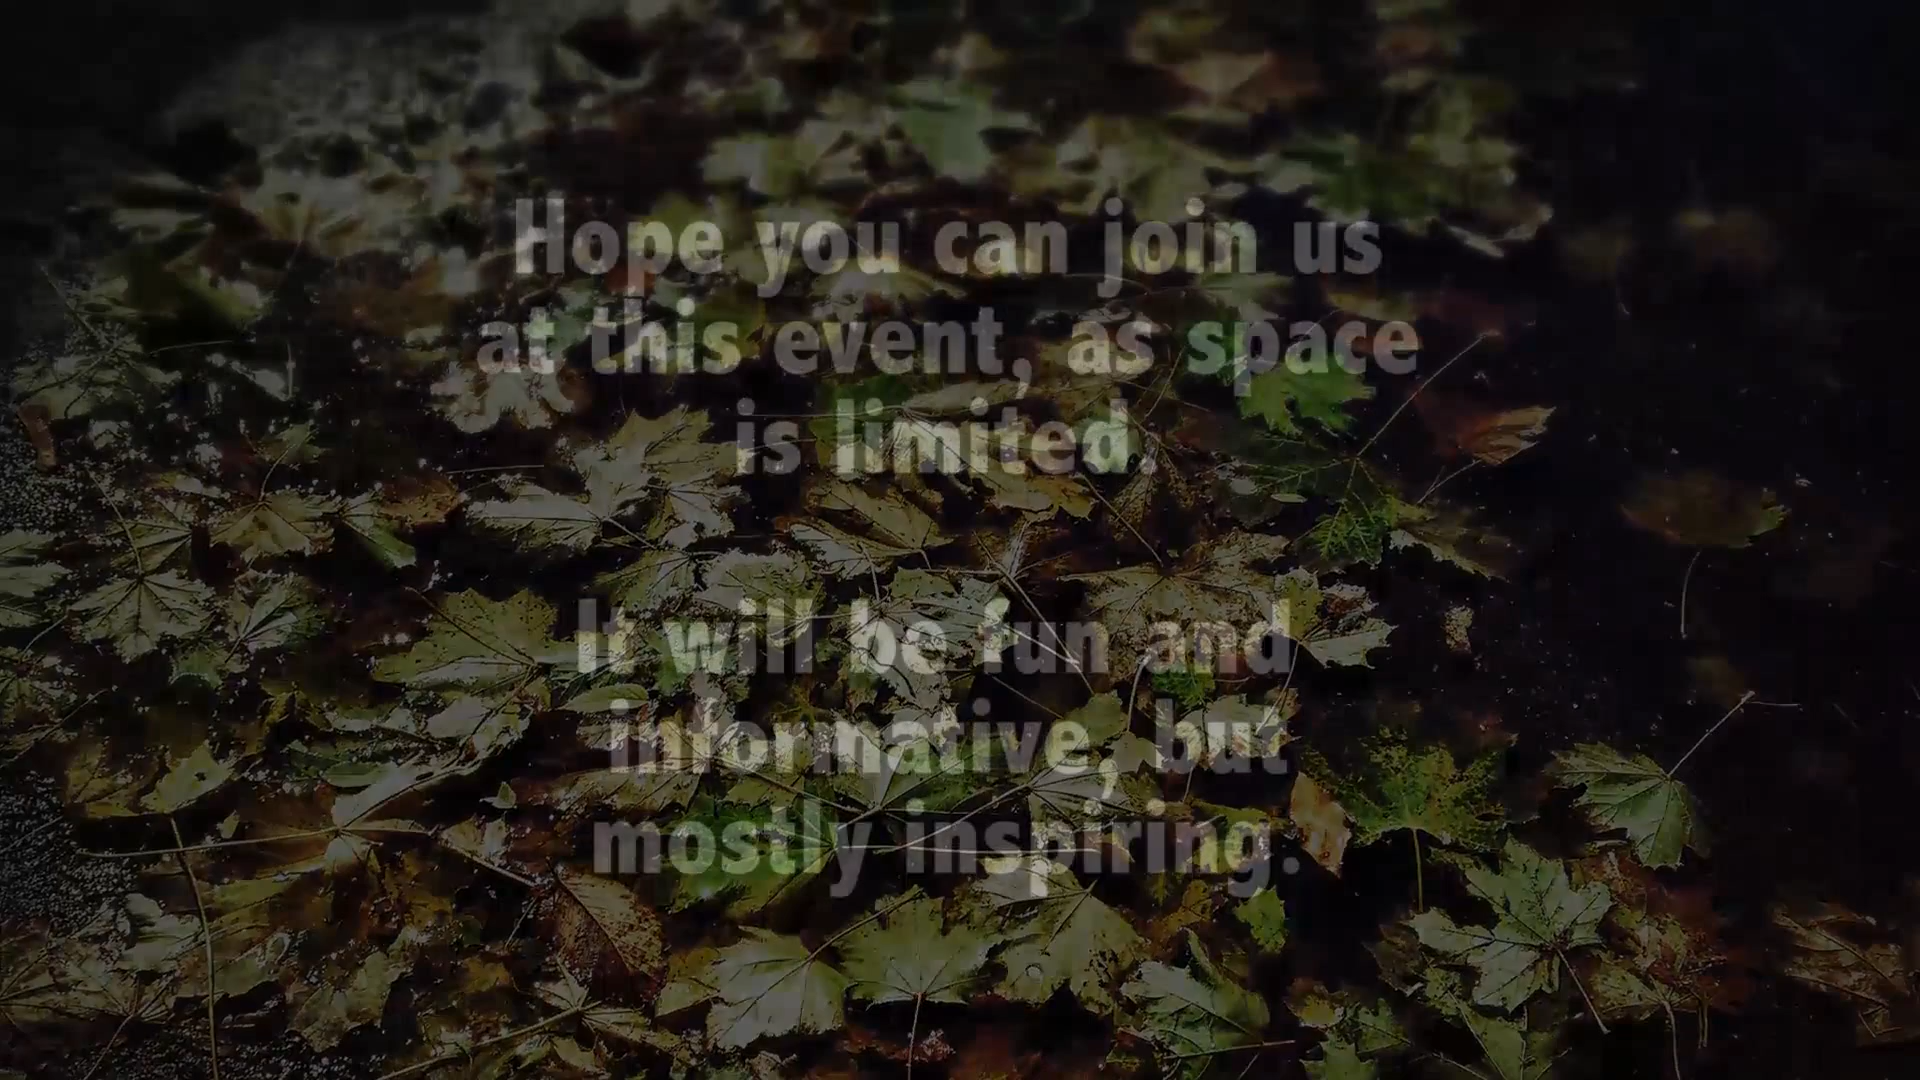 Hope you can join us
at this event, as space
is limited.
It will be fun and
informative, but
mostly inspiring.